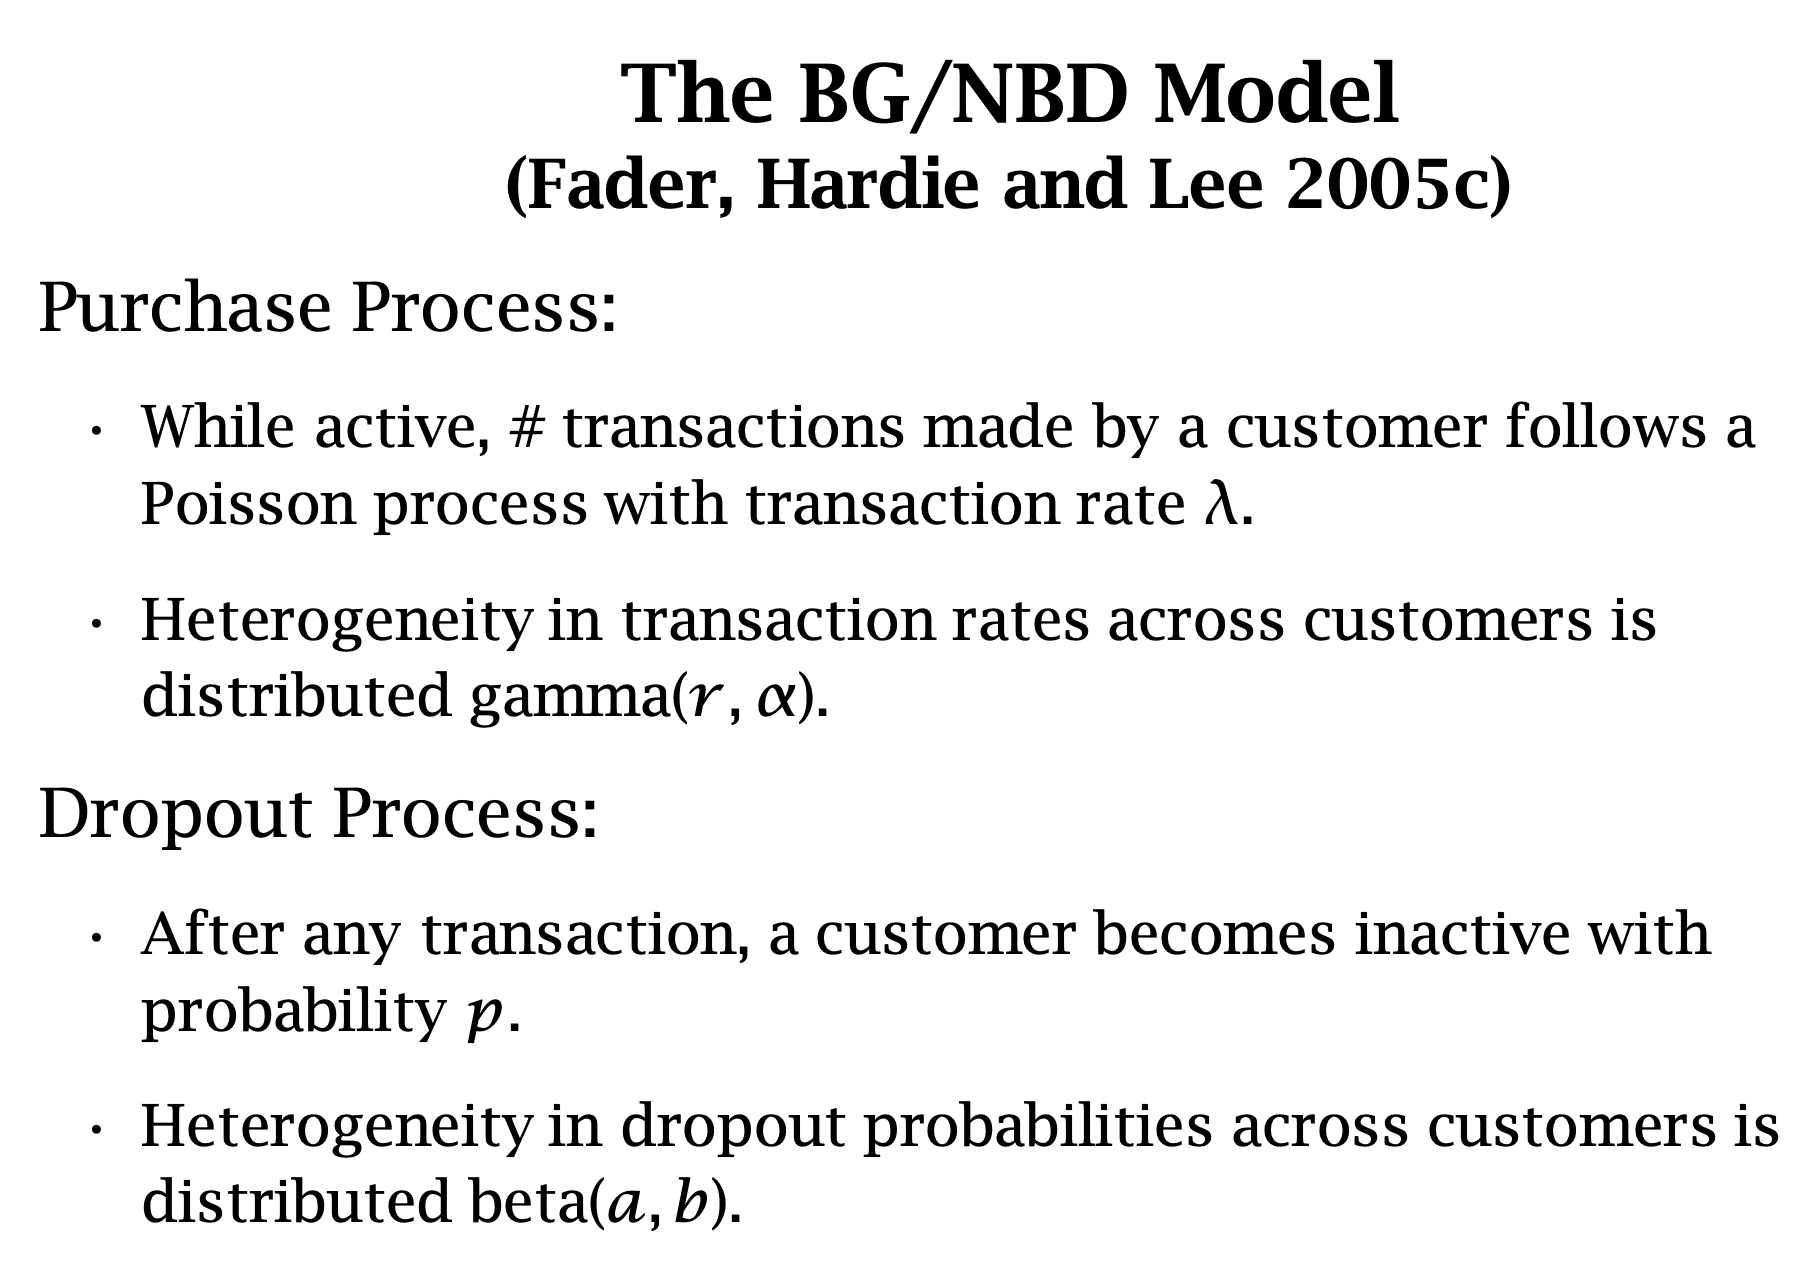 The BG/NBD Model
(Fader, Hardie and Lee 2005c)
Purchase Process:
· While active, # transactions made by a customer follows a
Poisson process with transaction rate λ.
· Heterogeneity in transaction rates across customers is
distributed gamma(r, α).
Dropout Process:
· After any transaction, a customer becomes inactive with
probability p.
· Heterogeneity in dropout probabilities across customers is
distributed beta(a, b).